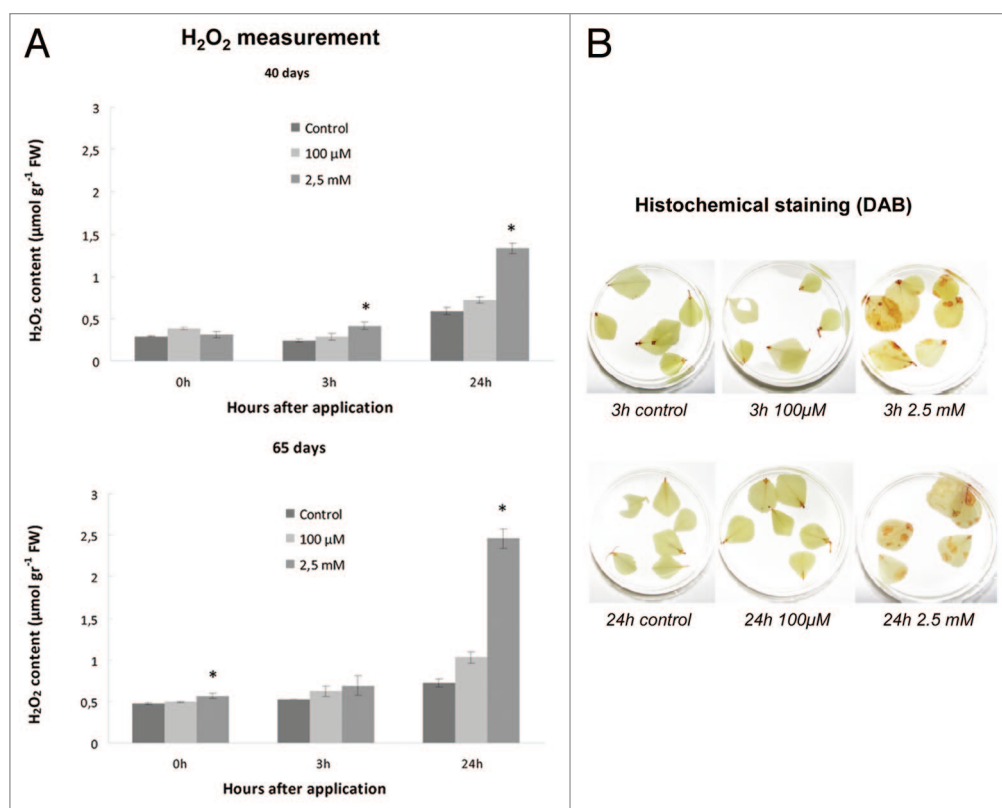 A
H₂O₂ measurement
40 days
3
2,5
2
1,5
1
0,5
0
H₂O₂ content (µmol gr⁻¹ FW)
Control
100 µM
2,5 mM
*
*
0h
3h
24h
Hours after application
65 days
3
2,5
2
1,5
1
0,5
0
H₂O₂ content (µmol gr⁻¹ FW)
Control
100 µM
2,5 mM
*
*
0h
3h
24h
Hours after application
B
Histochemical staining (DAB)
3h control
3h 100µM
3h 2.5 mM
24h control
24h 100µM
24h 2.5 mM